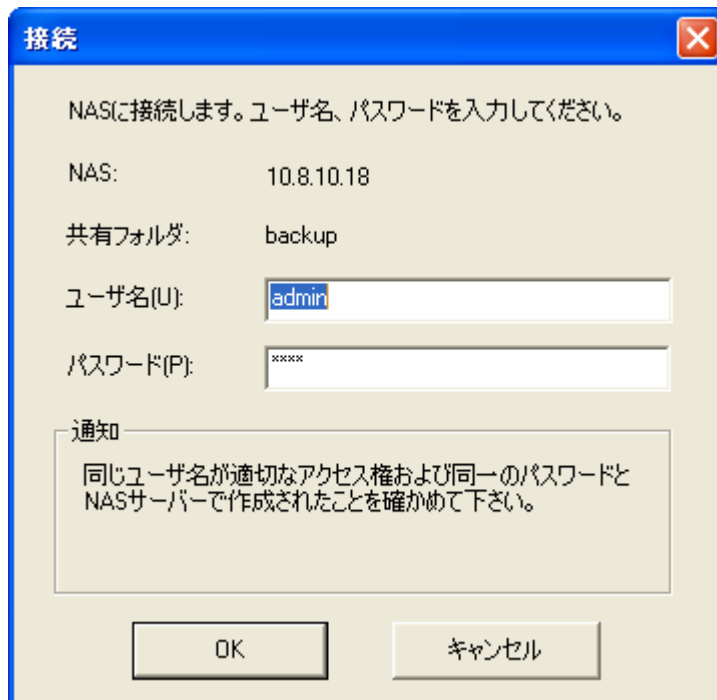 接続
NASに接続します。ユーザ名、パスワードを入力してください。
NAS: 10.8.10.18
共有フォルダ: backup
ユーザ名(U): admin
パスワード(P): ****
通知
同じユーザ名が適切なアクセス権および同一のパスワードと
NASサーバーで作成されたことを確かめて下さい。
OK キャンセル